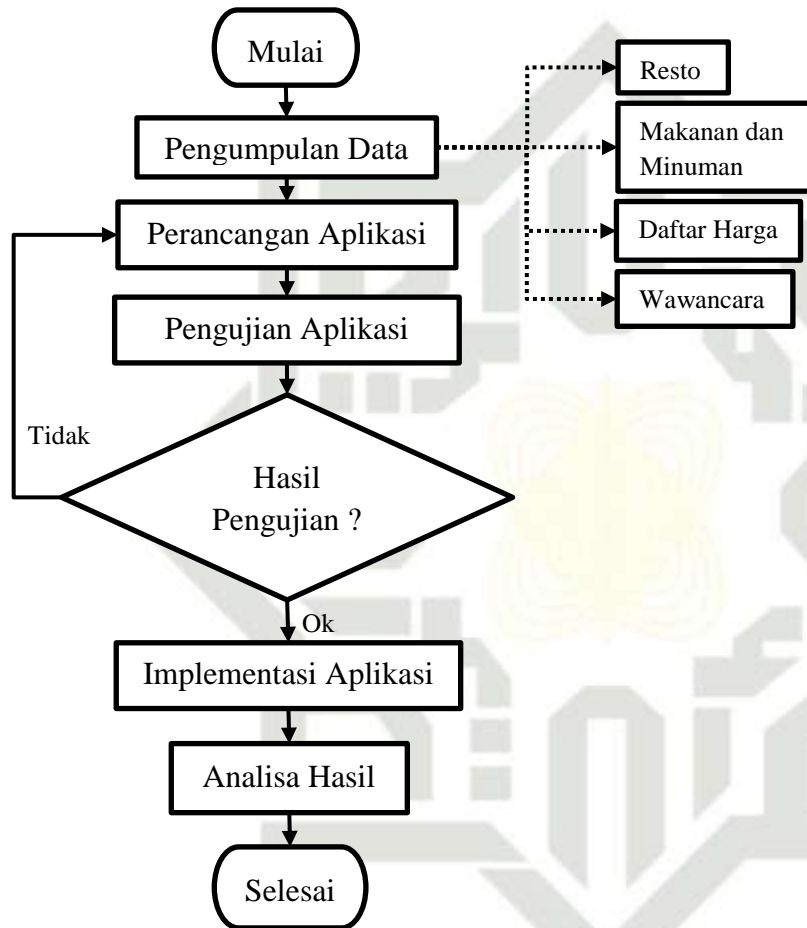 Mulai
Pengumpulan Data
Resto
Makanan dan
Minuman
Daftar Harga
Wawancara
Perancangan Aplikasi
Pengujian Aplikasi
Tidak
Hasil
Pengujian ?
Ok
Implementasi Aplikasi
Analisa Hasil
Selesai